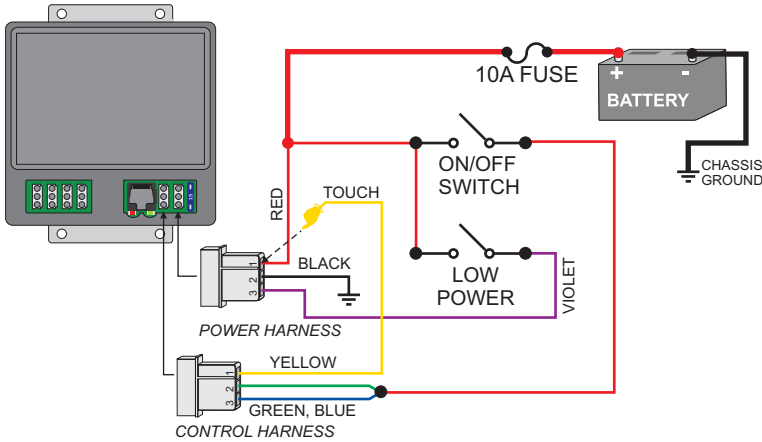 10A FUSE
+ -
BATTERY
CHASSIS
GROUND
ON/OFF
SWITCH
RED
TOUCH
BLACK
LOW
POWER
VIOLET
1
2
3
POWER HARNESS
YELLOW
1
2
3
GREEN, BLUE
CONTROL HARNESS